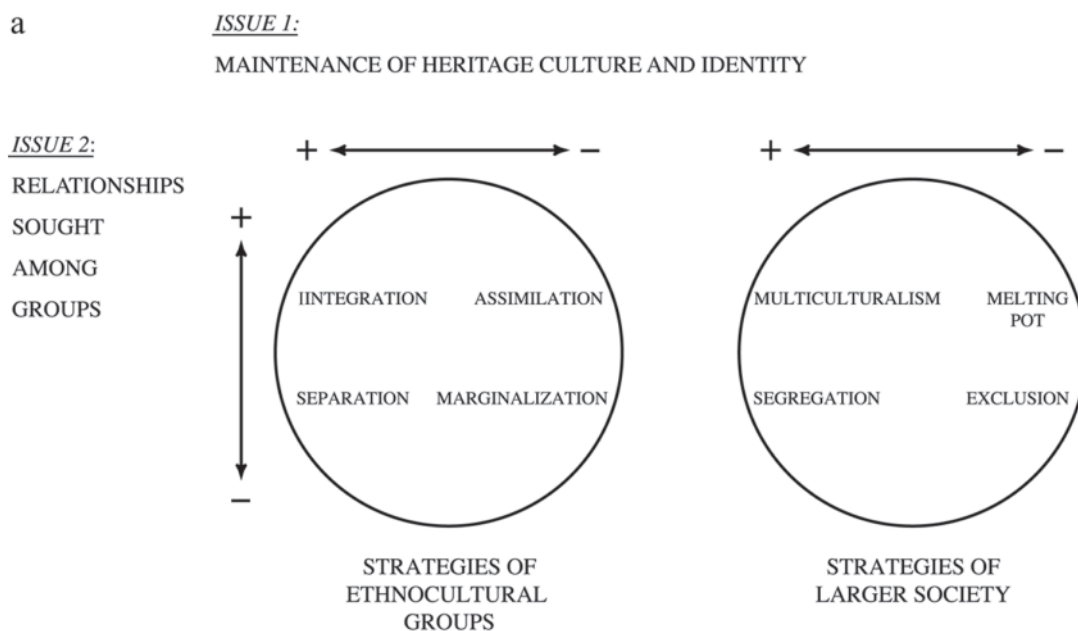 a
ISSUE 1:
MAINTENANCE OF HERITAGE CULTURE AND IDENTITY
ISSUE 2:
RELATIONSHIPS
SOUGHT
AMONG
GROUPS
+ −
+ −
+
−
IINTEGRATION ASSIMILATION
SEPARATION MARGINALIZATION
MULTICULTURALISM MELTING
POT
SEGREGATION EXCLUSION
STRATEGIES OF
ETHNOCULTURAL
GROUPS
STRATEGIES OF
LARGER SOCIETY